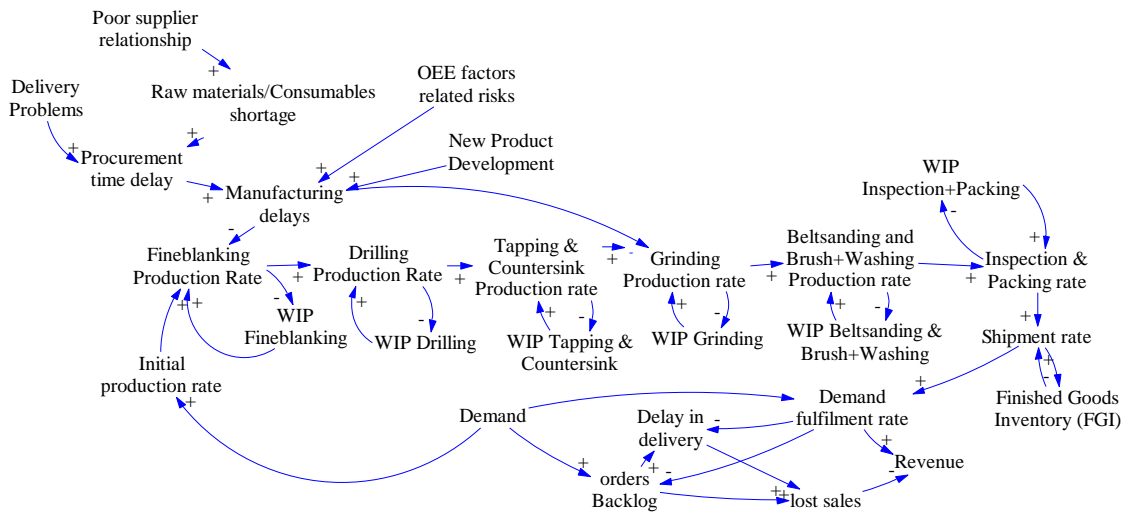 Poor supplier
relationship
Delivery
Problems
Raw materials/Consumables
shortage
OEE factors
related risks
New Product
Development
Procurement
time delay
Manufacturing
delays
WIP
Inspection+Packing
Fineblanking
Production Rate
Drilling
Production Rate
Tapping &
Countersink
Production rate
Grinding
Production rate
Beltsanding and
Brush+Washing
Production rate
Inspection &
Packing rate
WIP
Fineblanking
WIP Drilling
WIP Tapping &
Countersink
WIP Grinding
WIP Beltsanding &
Brush+Washing
Shipment rate
Initial
production rate
Finished Goods
Inventory (FGI)
Demand
Delay in
delivery
Demand
fulfilment rate
orders
Backlog
lost sales
Revenue